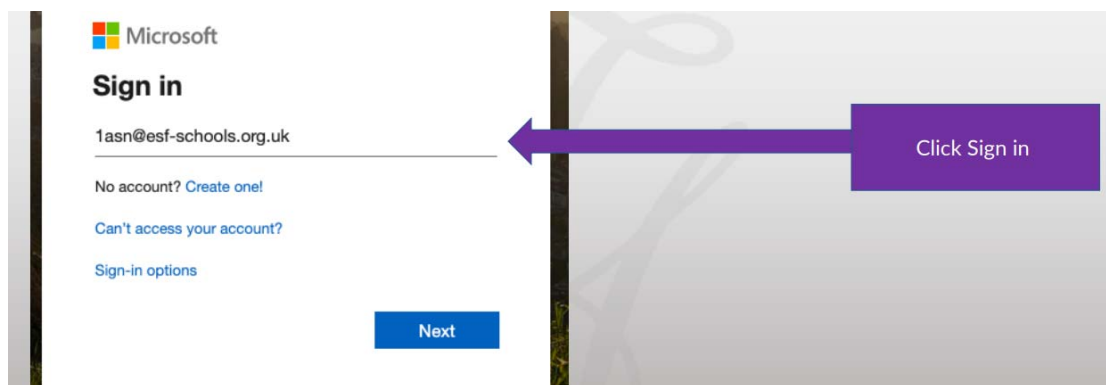 Microsoft
Sign in
1asn@esf-schools.org.uk
Click Sign in
No account? Create one!
Can't access your account?
Sign-in options
Next